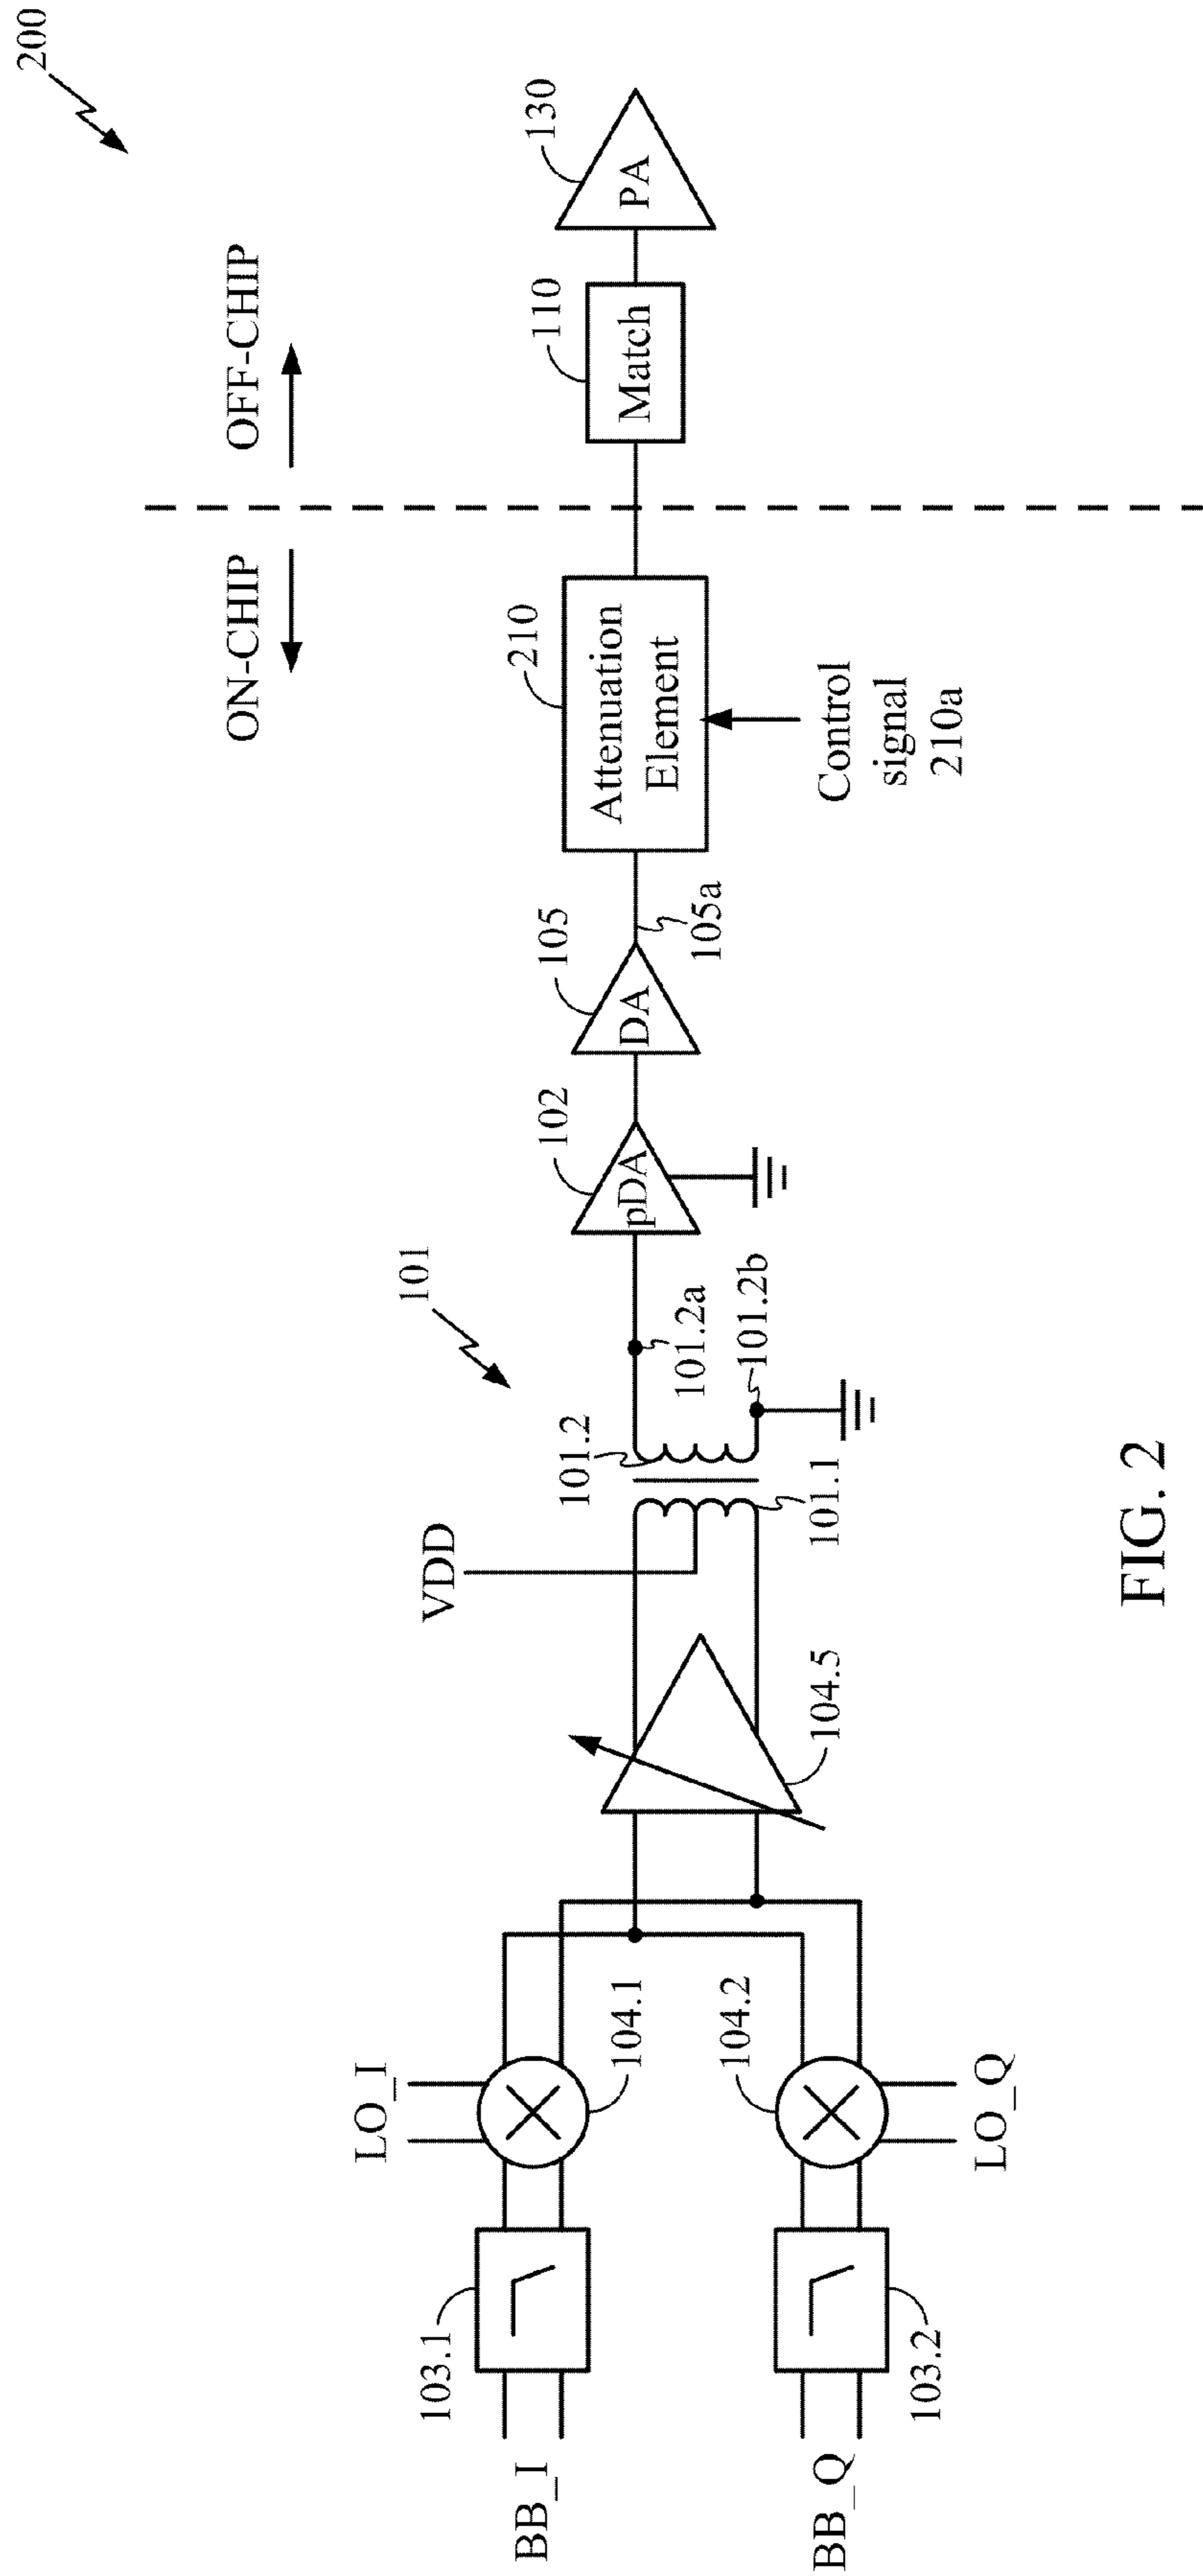 200
ON-CHIP
OFF-CHIP
BB_I
103.1
LO_I
104.1
BB_Q
103.2
LO_Q
104.2
104.5
VDD
101
101.1
101.2
101.2a
101.2b
102
pDA
105
DA
105a
210
Attenuation
Element
Control
signal
210a
110
Match
130
PA
FIG. 2